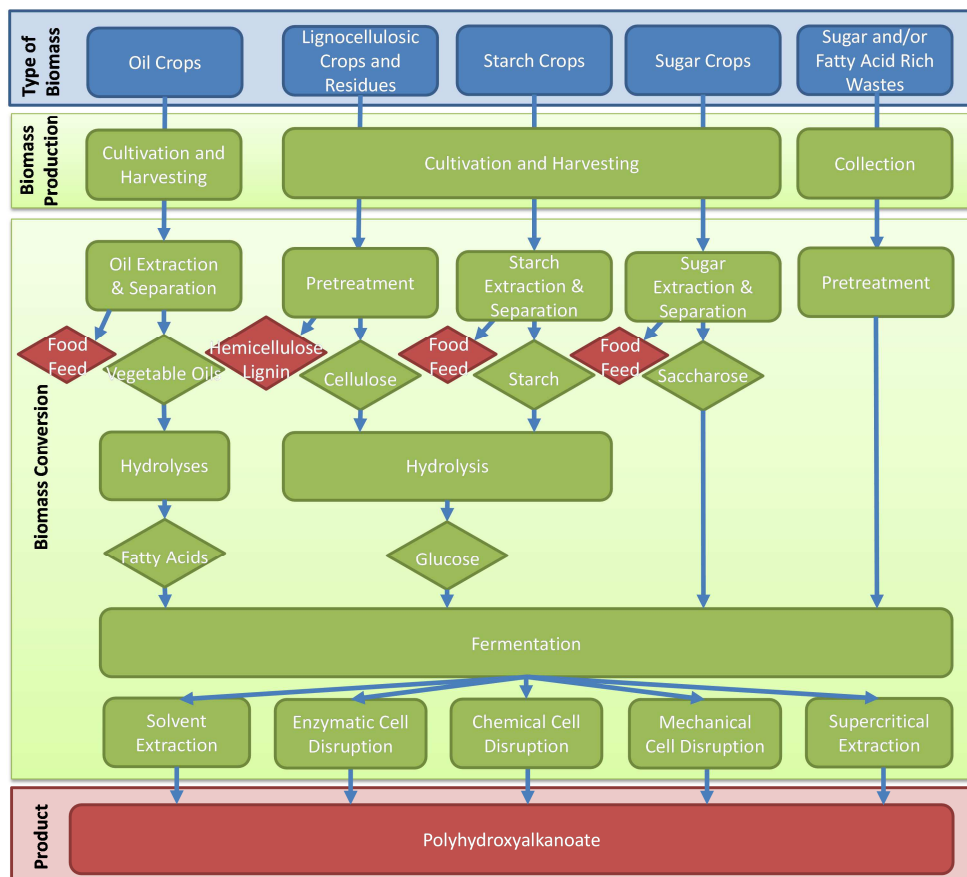 Type of
Biomass
Oil Crops
Lignocellulosic
Crops and
Residues
Starch Crops
Sugar Crops
Sugar and/or
Fatty Acid Rich
Wastes
Biomass
Production
Cultivation and
Harvesting
Cultivation and Harvesting
Collection
Biomass Conversion
Oil Extraction
& Separation
Pretreatment
Starch
Extraction &
Separation
Sugar
Extraction &
Separation
Pretreatment
Food
Feed
Vegetable Oils
Hemicellulose
Lignin
Cellulose
Food
Feed
Starch
Food
Feed
Saccharose
Hydrolyses
Hydrolysis
Fatty Acids
Glucose
Fermentation
Solvent
Extraction
Enzymatic Cell
Disruption
Chemical Cell
Disruption
Mechanical
Cell Disruption
Supercritical
Extraction
Product
Polyhydroxyalkanoate